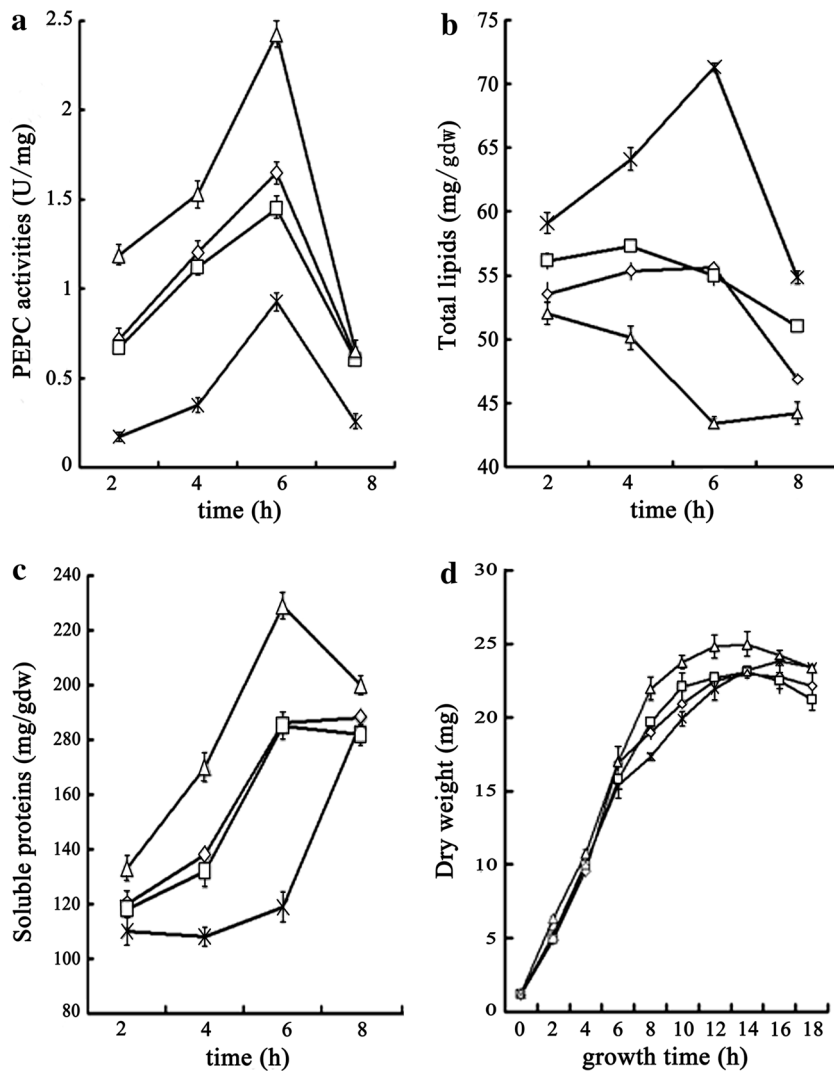 a
PEPC activities (U/mg)
2.5
2
1.5
1
0.5
0
2 4 6 8
time (h)
b
Total lipids (mg/gdw)
75
70
65
60
55
50
45
40
2 4 6 8
time (h)
c
Soluble proteins (mg/gdw)
240
220
200
280
160
140
120
100
80
2 4 6 8
time (h)
d
Dry weight (mg)
30
25
20
15
10
5
0
0 2 4 6 8 10 12 14 16 18
growth time (h)